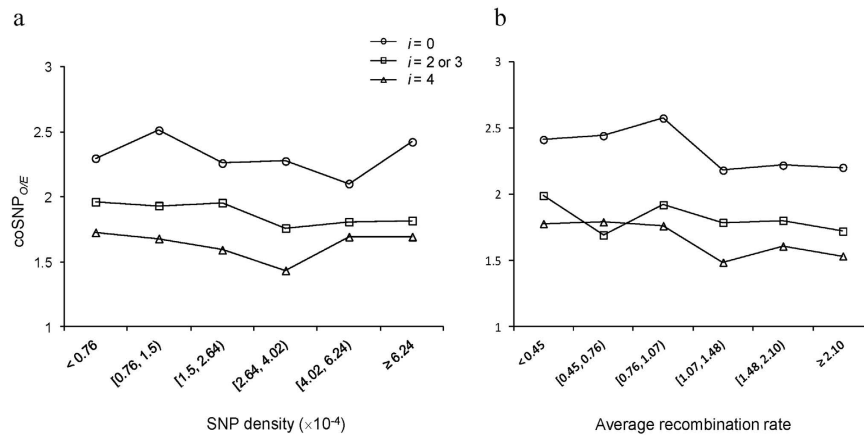 a
i = 0
i = 2 or 3
i = 4
coSNP_O/E
3
2.5
2
1.5
1
< 0.76
[0.76, 1.5)
[1.5, 2.64)
[2.64, 4.02)
[4.02, 6.24)
≥ 6.24
SNP density (×10⁻⁴)
b
3
2.5
2
1.5
1
< 0.45
[0.45, 0.76)
[0.76, 1.07)
[1.07, 1.48)
[1.48, 2.10)
≥ 2.10
Average recombination rate